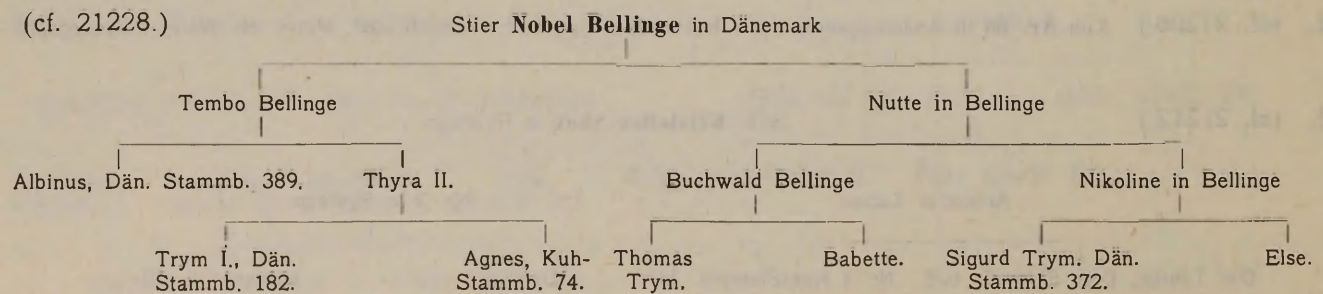 (cf. 21228.) Stier Nobel Bellinge in Dänemark
Tembo Bellinge Nutte in Bellinge
Albinus, Dän. Stammb. 389. Thyra II. Buchwald Bellinge Nikoline in Bellinge
Trym I., Dän. Agnes, Kuh- Thomas Babette. Sigurd Trym. Dän. Else.
Stammb. 182. Stammb. 74. Trym. Stammb. 372.